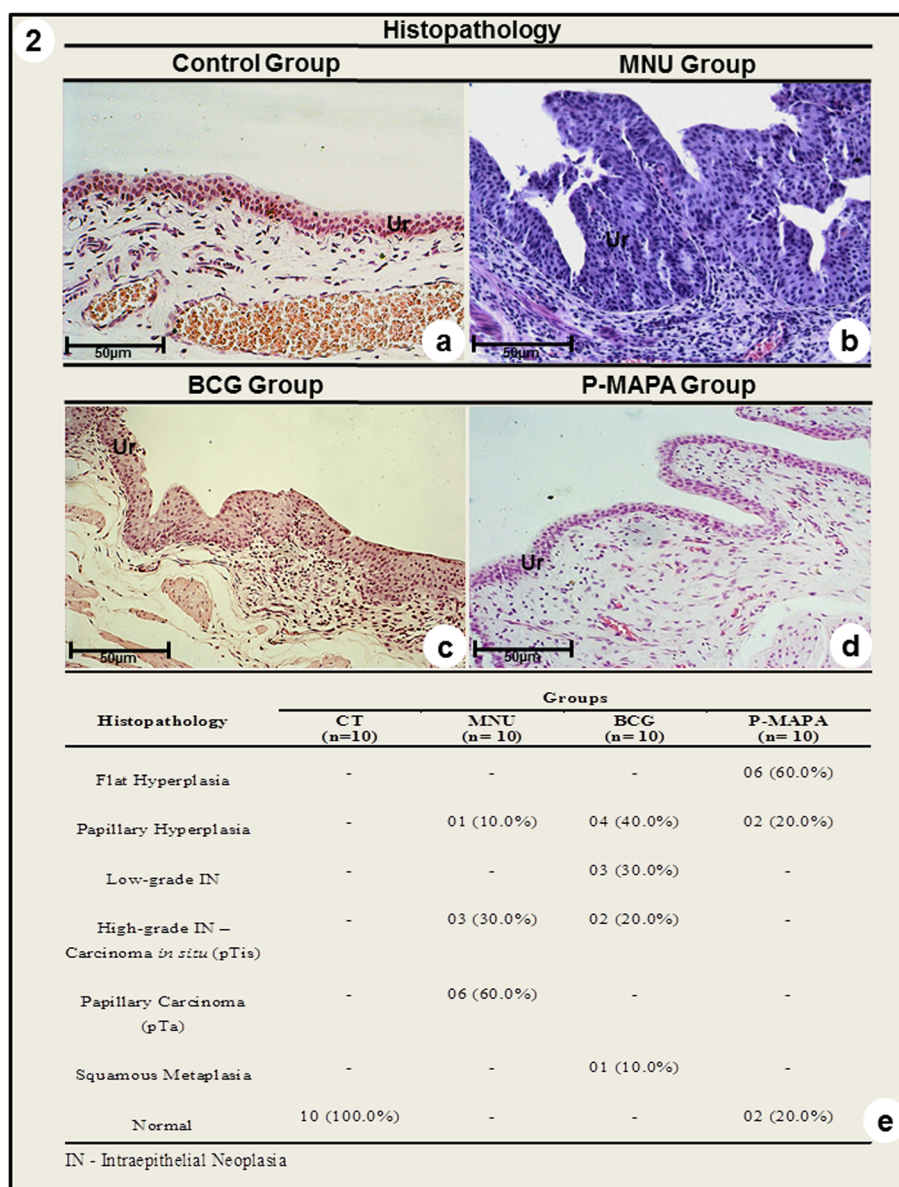 2
Histopathology
Control Group
MNU Group
Ur
a
50µm
Ur
b
50µm
BCG Group
P-MAPA Group
Ur
c
50µm
Ur
d
50µm
Groups
Histopathology
CT
(n=10)
MNU
(n= 10)
BCG
(n= 10)
P-MAPA
(n= 10)
Flat Hyperplasia - - - 06 (60.0%)
Papillary Hyperplasia - 01 (10.0%) 04 (40.0%) 02 (20.0%)
Low-grade IN - - 03 (30.0%) -
High-grade IN – - 03 (30.0%) 02 (20.0%) -
Carcinoma in situ (pTis)
Papillary Carcinoma - 06 (60.0%) - -
(pTa)
Squamous Metaplasia - - 01 (10.0%) -
Normal 10 (100.0%) - - 02 (20.0%)
e
IN - Intraepithelial Neoplasia